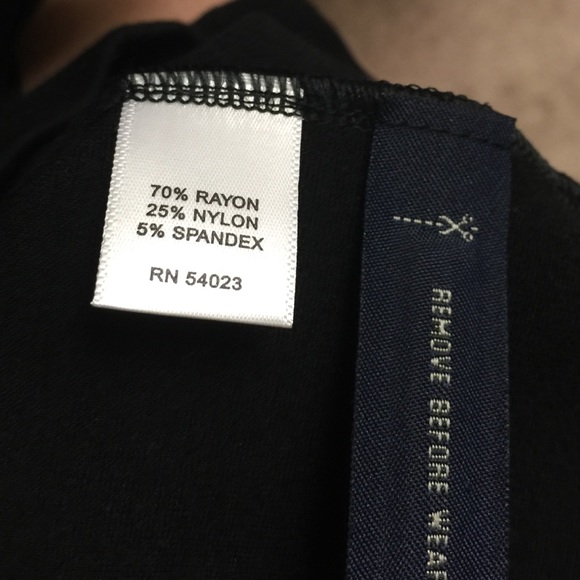 70% RAYON
25% NYLON
5% SPANDEX
RN 54023
REMOVE BEFORE WEAR